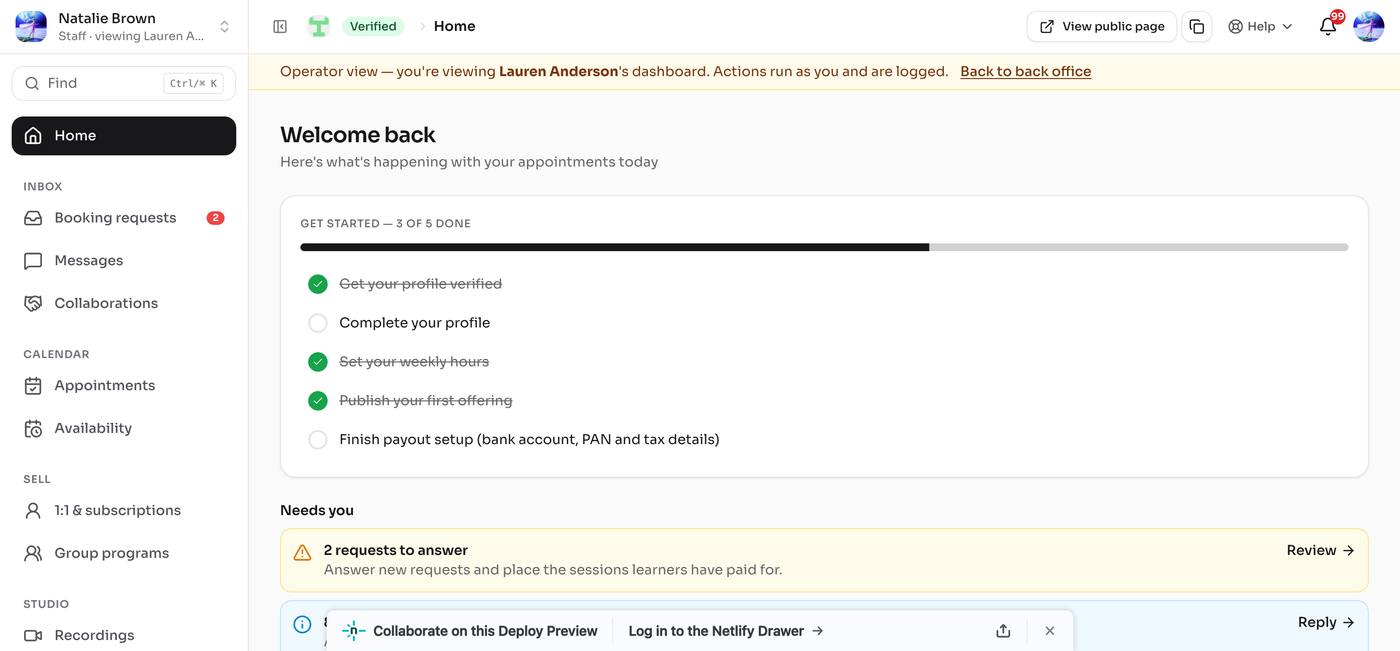 Natalie Brown
Staff · viewing Lauren A...
Verified
Home
View public page
Help
99
Find
Ctrl/⌘ K
Operator view — you're viewing Lauren Anderson's dashboard. Actions run as you and are logged. Back to back office
Home
INBOX
Booking requests
2
Messages
Collaborations
CALENDAR
Appointments
Availability
SELL
1:1 & subscriptions
Group programs
STUDIO
Recordings
Welcome back
Here's what's happening with your appointments today
GET STARTED — 3 OF 5 DONE
Get your profile verified
Complete your profile
Set your weekly hours
Publish your first offering
Finish payout setup (bank account, PAN and tax details)
Needs you
2 requests to answer
Review →
Answer new requests and place the sessions learners have paid for.
Reply →
Collaborate on this Deploy Preview
Log in to the Netlify Drawer →